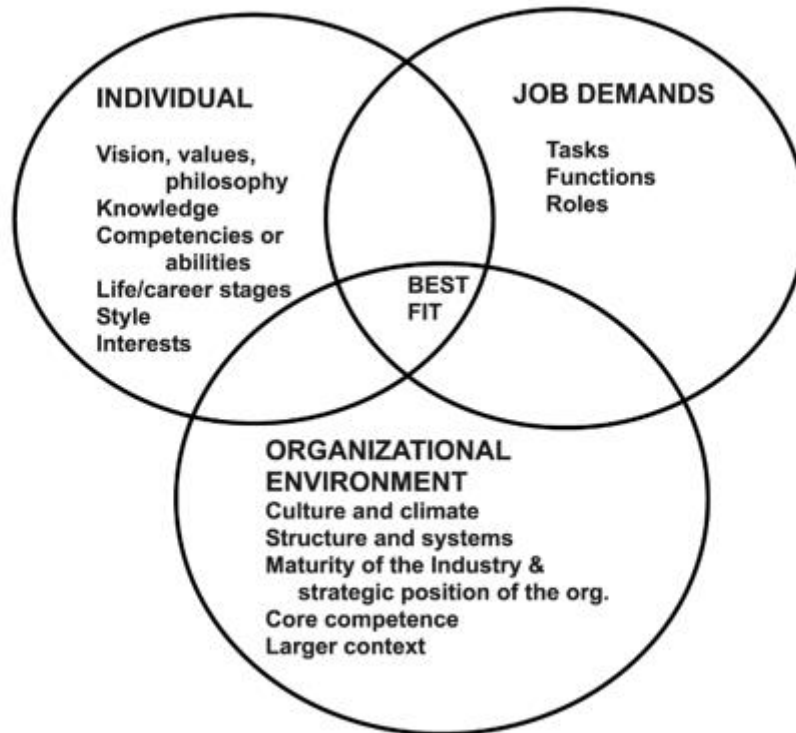 INDIVIDUAL
Vision, values,
philosophy
Knowledge
Competencies or
abilities
Life/career stages
Style
Interests
JOB DEMANDS
Tasks
Functions
Roles
BEST
FIT
ORGANIZATIONAL
ENVIRONMENT
Culture and climate
Structure and systems
Maturity of the Industry &
strategic position of the org.
Core competence
Larger context